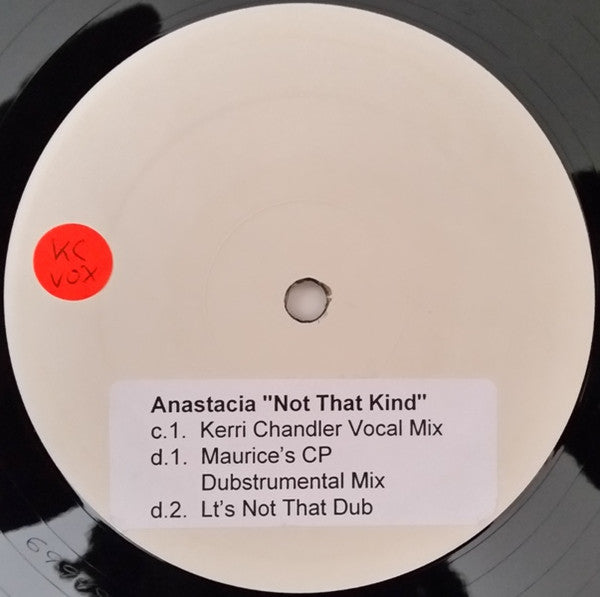 KC
VOX
Anastacia "Not That Kind"
c.1. Kerri Chandler Vocal Mix
d.1. Maurice's CP
Dubstrumental Mix
d.2. Lt's Not That Dub